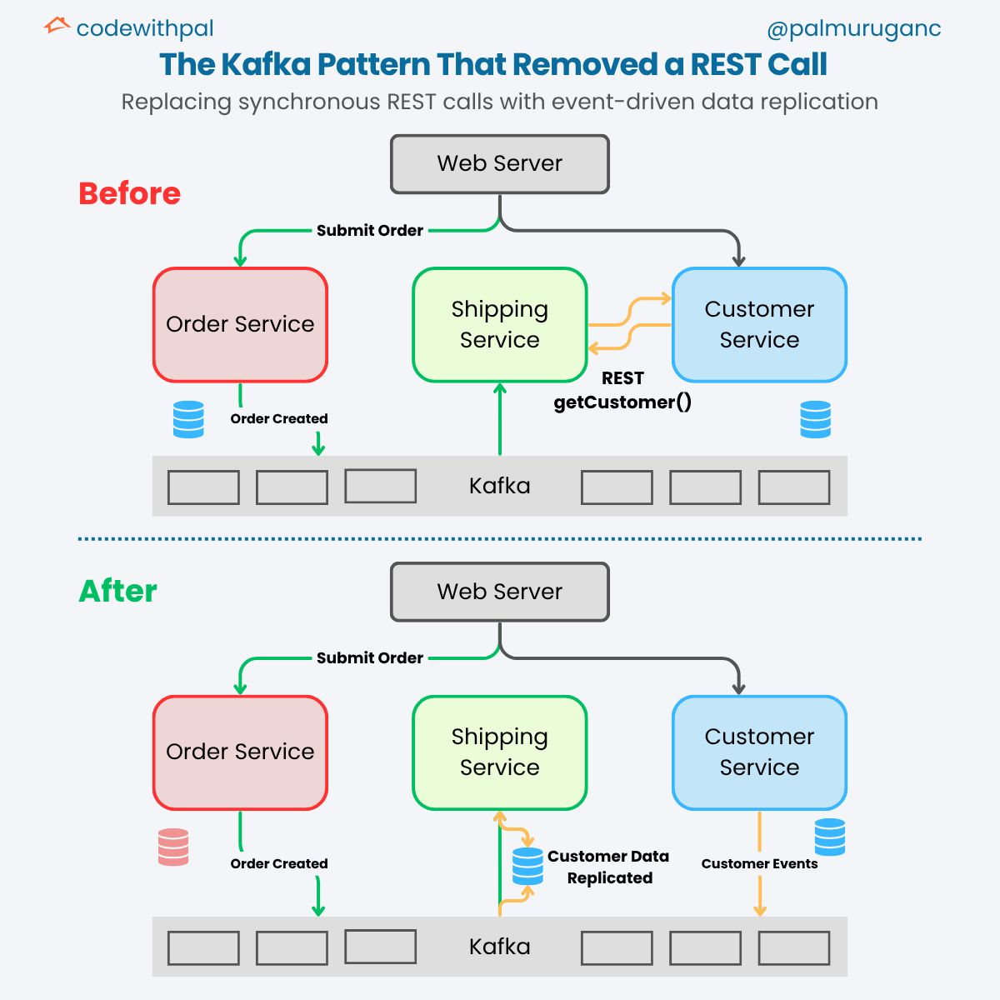 codewithpal
@palmuruganc
The Kafka Pattern That Removed a REST Call
Replacing synchronous REST calls with event-driven data replication
Before
Web Server
Submit Order
Order Service
Shipping
Service
Customer
Service
REST
getCustomer()
Order Created
Kafka
After
Web Server
Submit Order
Order Service
Shipping
Service
Customer
Service
Order Created
Customer Data
Replicated
Customer Events
Kafka